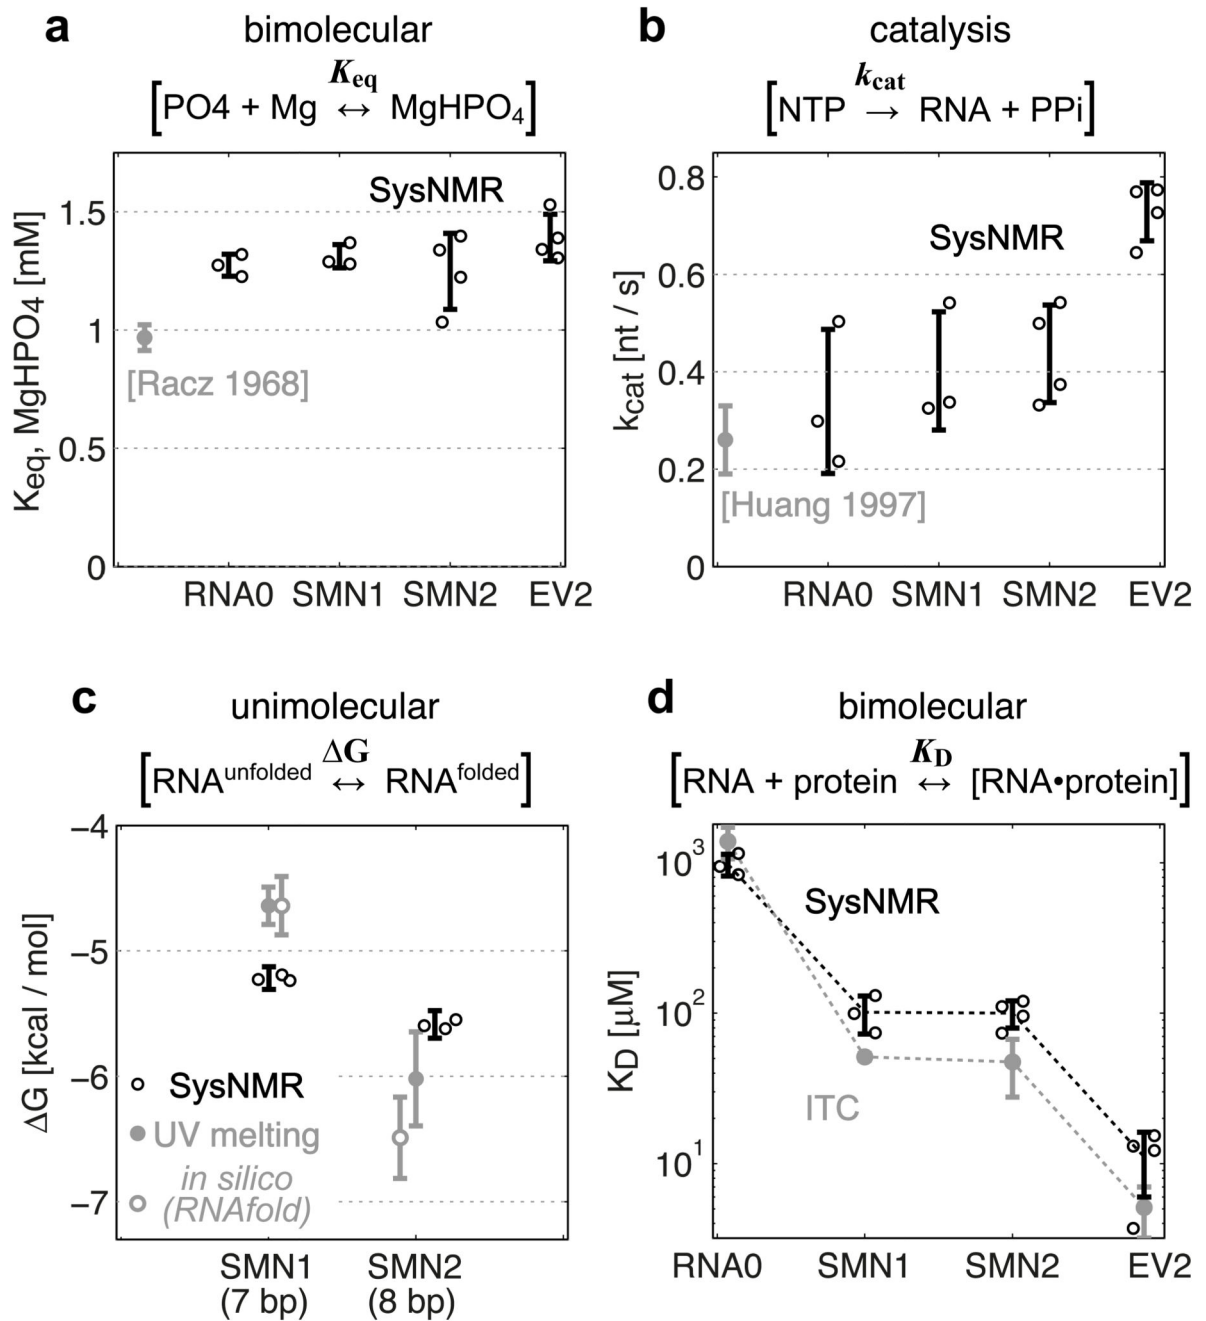 a bimolecular
Keq
[PO4 + Mg ↔ MgHPO4]
Keq, MgHPO4 [mM]
1.5
1
0.5
0
SysNMR
[Racz 1968]
RNA0 SMN1 SMN2 EV2
b catalysis
kcat
[NTP → RNA + PPi]
kcat [nt / s]
0.8
0.6
0.4
0.2
0
SysNMR
[Huang 1997]
RNA0 SMN1 SMN2 EV2
c unimolecular
ΔG
[RNAunfolded ↔ RNAfolded]
ΔG [kcal / mol]
−4
−5
−6
−7
SysNMR
UV melting
in silico
(RNAfold)
SMN1 SMN2
(7 bp) (8 bp)
d bimolecular
KD
[RNA + protein ↔ [RNA•protein]]
KD [μM]
10³
10²
10¹
SysNMR
ITC
RNA0 SMN1 SMN2 EV2